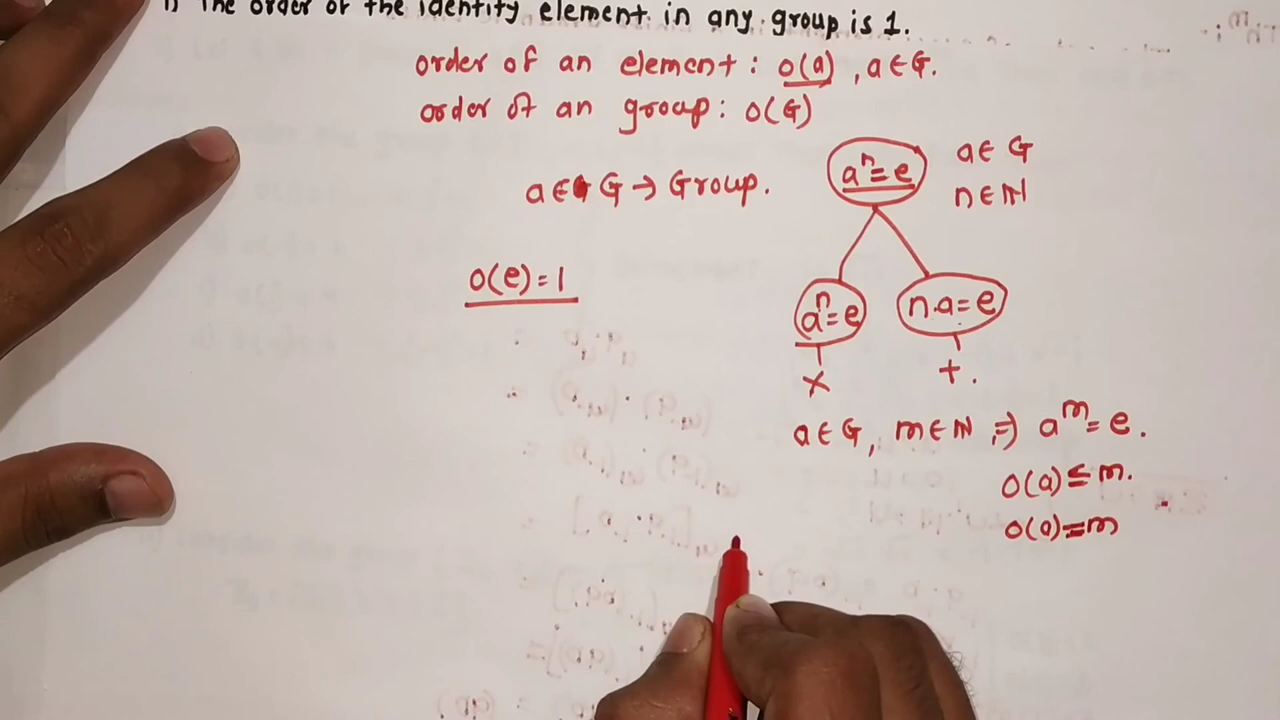 the order of the identity element in any group is 1.
order of an element : o(a) , a ∈ G.
order of an group : o(G)
a ∈ G → Group.
aⁿ = e
a ∈ G
n ∈ ℕ
o(e) = 1
aⁿ = e
n.a = e
×
+.
a ∈ G, m ∈ ℕ ⇒ aᵐ = e.
o(a) ≤ m.
o(a) = m